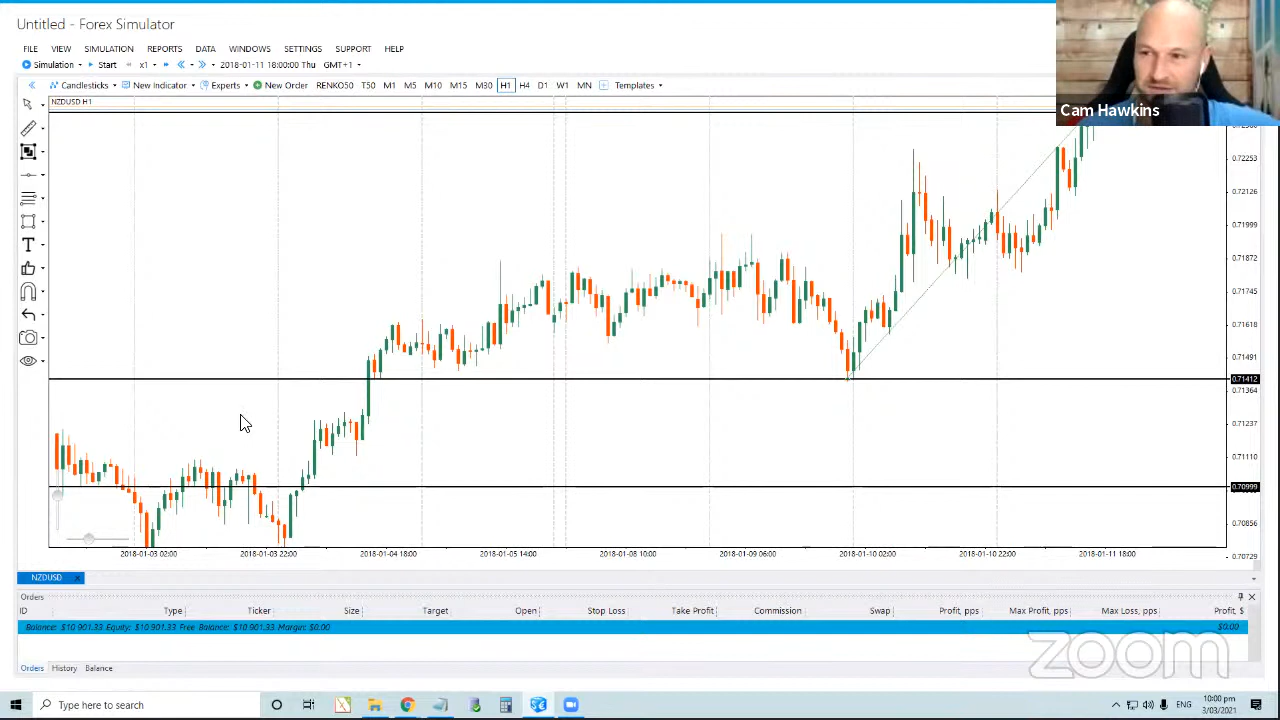 Untitled - Forex Simulator
FILE VIEW SIMULATION REPORTS DATA WINDOWS SETTINGS SUPPORT HELP
Simulation Start x1 2018-01-11 18:00:00 Thu GMT+1
Candlesticks New Indicator Experts New Order RENKO50 T50 M1 M5 M10 M15 M30 H1 H4 D1 W1 MN Templates
NZDUSD H1
Cam Hawkins
0.72253
0.72126
0.71999
0.71872
0.71745
0.71618
0.71491
0.71412
0.71364
0.71237
0.71110
0.70999
0.70856
0.70729
2018-01-03 02:00 2018-01-03 22:00 2018-01-04 18:00 2018-01-05 14:00 2018-01-08 10:00 2018-01-09 06:00 2018-01-10 02:00 2018-01-10 22:00 2018-01-11 18:00
NZDUSD
Orders
ID Type Ticker Size Target Open Stop Loss Take Profit Commission Swap Profit, pps Max Profit, pps Max Loss, pps Profit, $
Balance: $10 901.33 Equity: $10 901.33 Free Balance: $10 901.33 Margin: $0.00 $0.00
zoom
Orders History Balance
Type here to search
ENG
10:00 pm
3/03/2021